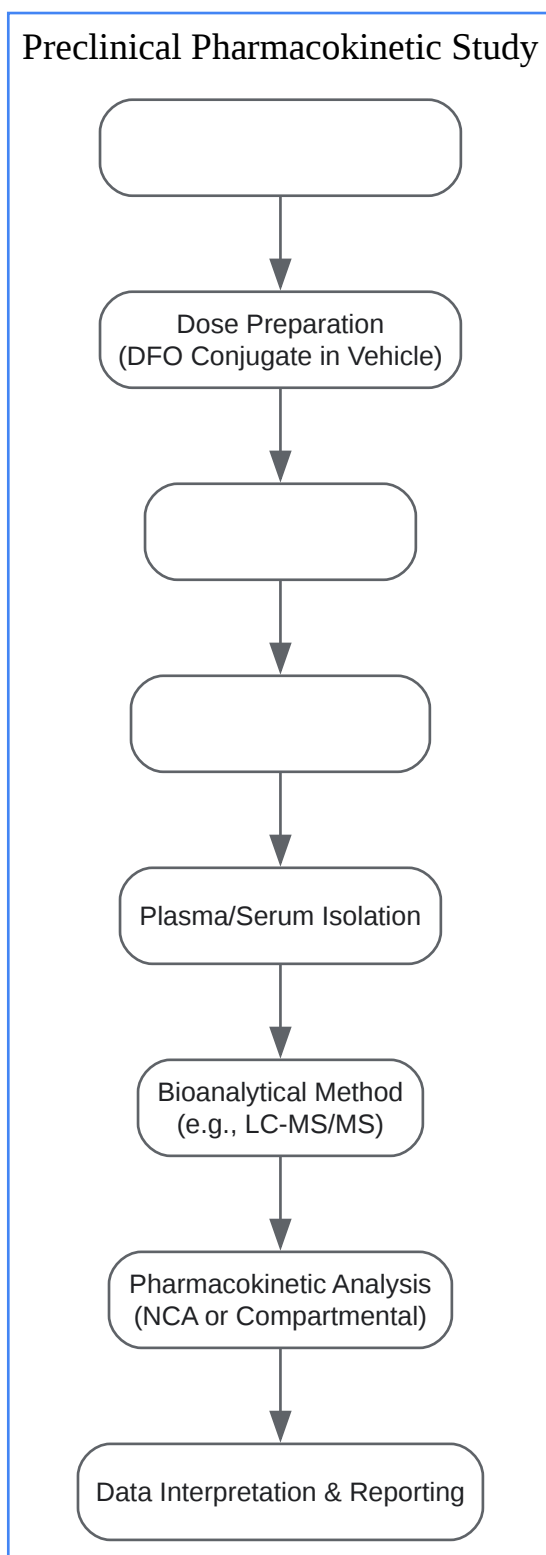 Preclinical Pharmacokinetic Study
Dose Preparation
(DFO Conjugate in Vehicle)
Plasma/Serum Isolation
Bioanalytical Method
(e.g., LC-MS/MS)
Pharmacokinetic Analysis
(NCA or Compartmental)
Data Interpretation & Reporting